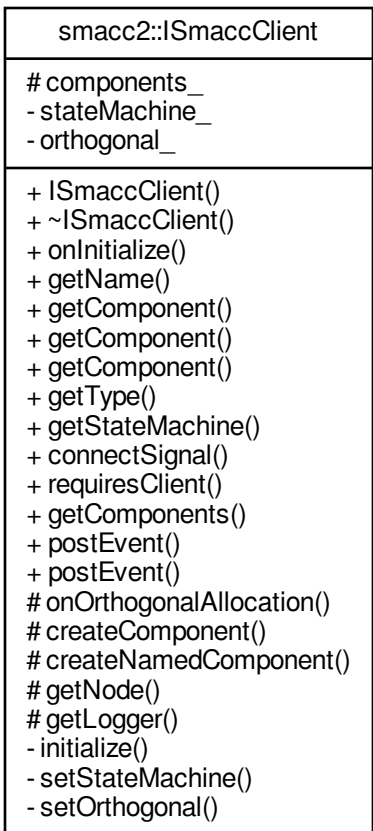 smacc2::ISmaccClient
# components_
- stateMachine_
- orthogonal_
+ ISmaccClient()
+ ~ISmaccClient()
+ onInitialize()
+ getName()
+ getComponent()
+ getComponent()
+ getComponent()
+ getType()
+ getStateMachine()
+ connectSignal()
+ requiresClient()
+ getComponents()
+ postEvent()
+ postEvent()
# onOrthogonalAllocation()
# createComponent()
# createNamedComponent()
# getNode()
# getLogger()
- initialize()
- setStateMachine()
- setOrthogonal()